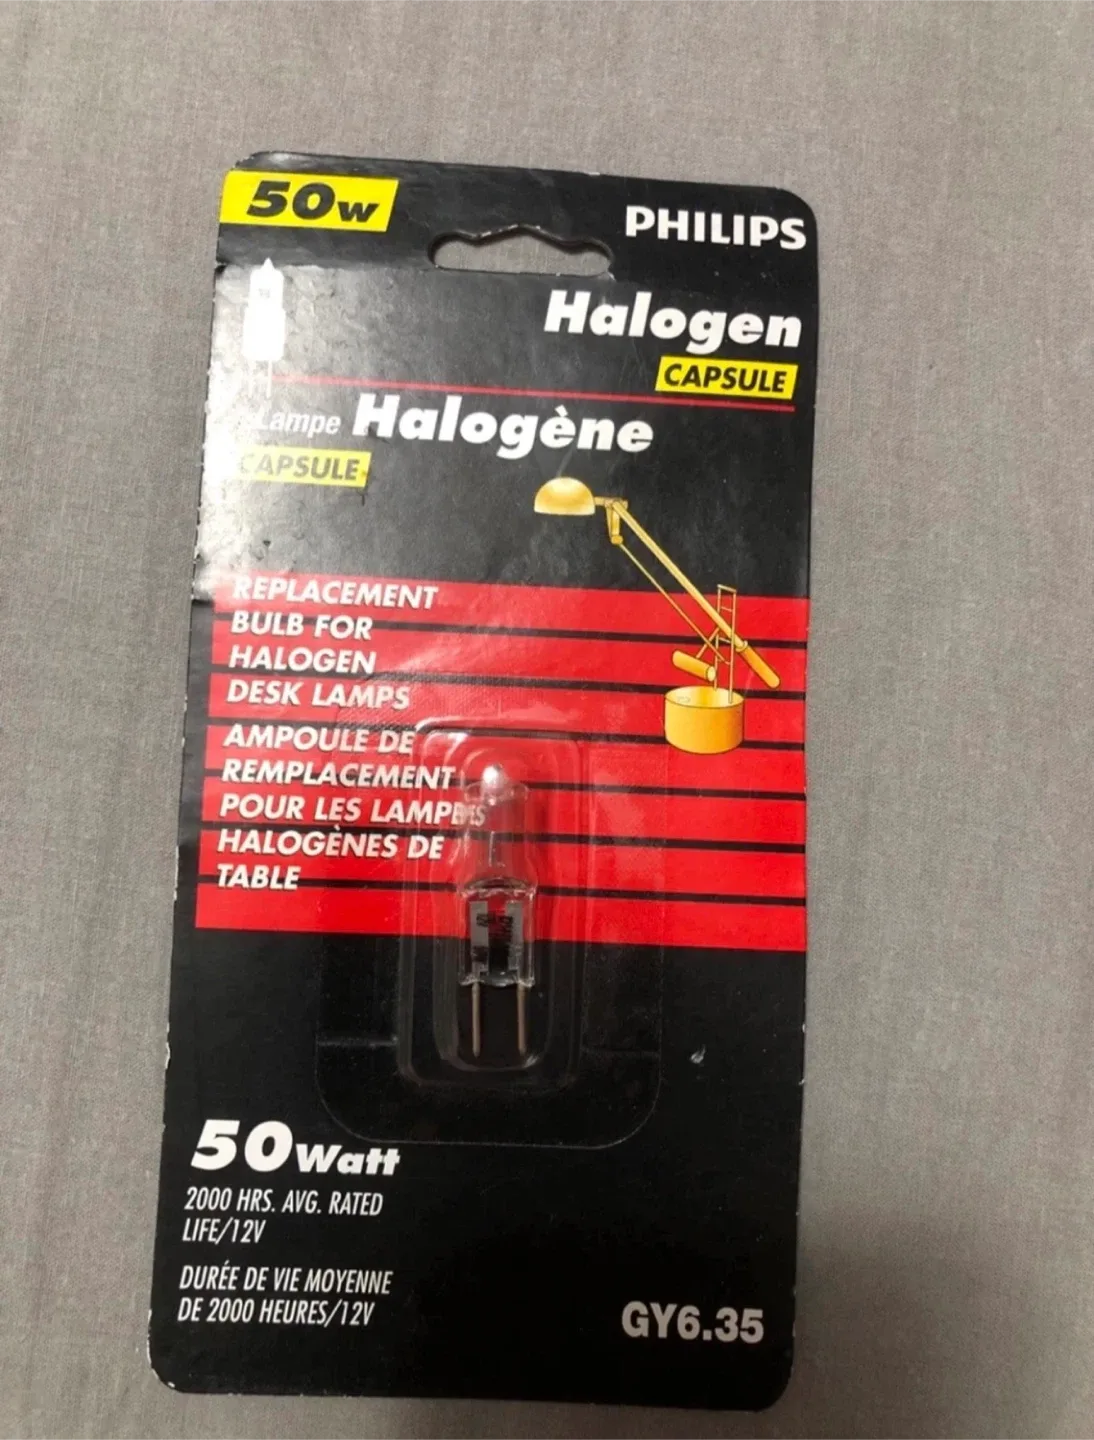 50W
PHILIPS
Halogen
CAPSULE
Lampe Halogène
CAPSULE
REPLACEMENT
BULB FOR
HALOGEN
DESK LAMPS
AMPOULE DE
REMPLACEMENT
POUR LES LAMPES
HALOGÈNES DE
TABLE
50Watt
2000 HRS. AVG. RATED
LIFE/12V
DURÉE DE VIE MOYENNE
DE 2000 HEURES/12V
GY6.35